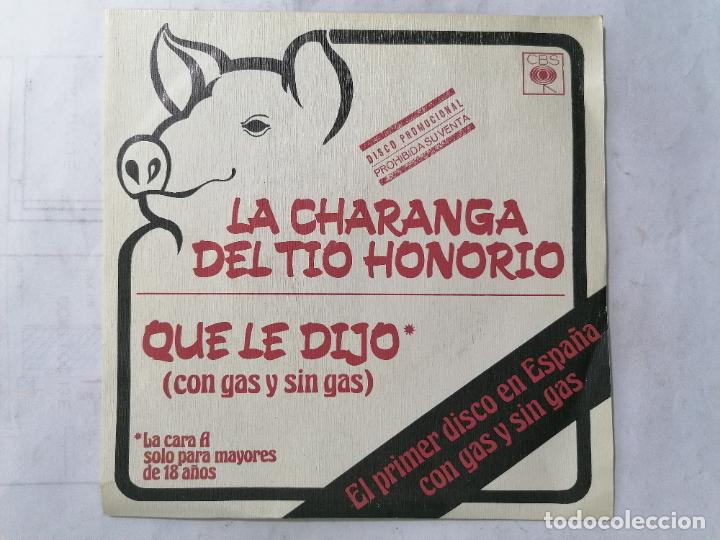 CBS
DISCO PROMOCIONAL
PROHIBIDA SU VENTA
LA CHARANGA
DEL TIO HONORIO
QUE LE DIJO*
(con gas y sin gas)
*La cara A
solo para mayores
de 18 años
El primer disco en España
con gas y sin gas
todocoleccion.net